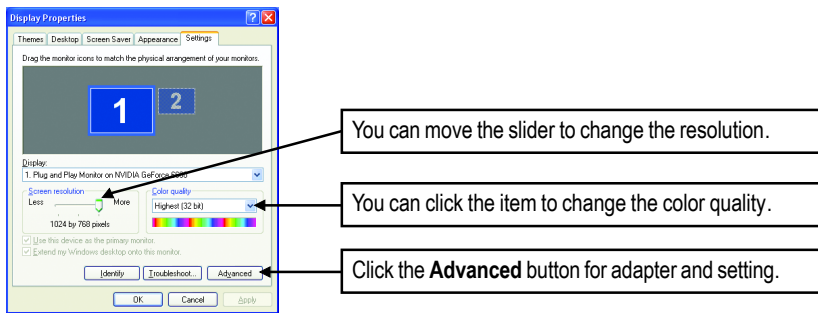 Display Properties
Themes Desktop Screen Saver Appearance Settings
Drag the monitor icons to match the physical arrangement of your monitors.
1 2
Display:
1. Plug and Play Monitor on NVIDIA GeForce
Screen resolution
Less More
1024 by 768 pixels
Color quality
Highest (32 bit)
Use this device as the primary monitor.
Extend my Windows desktop onto this monitor.
Identify Troubleshoot... Advanced
OK Cancel Apply
You can move the slider to change the resolution.
You can click the item to change the color quality.
Click the Advanced button for adapter and setting.